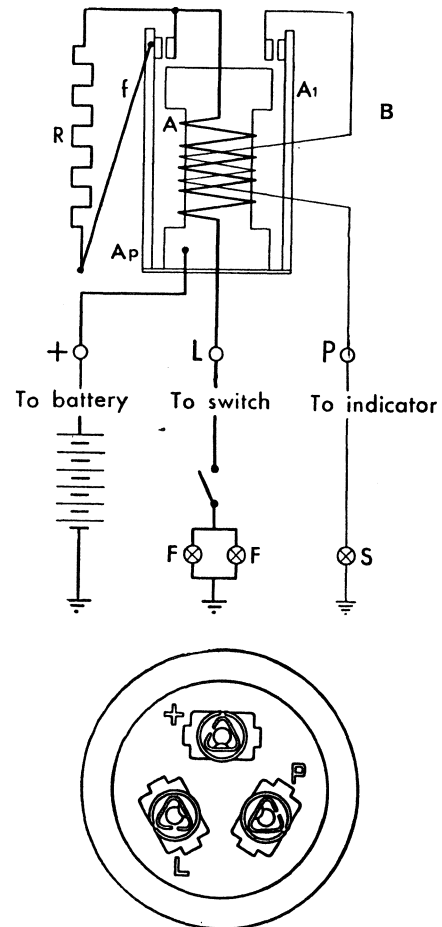 f
A
A1
B
R
AP
+ L P
To battery To switch To indicator
F F S
+
P
L